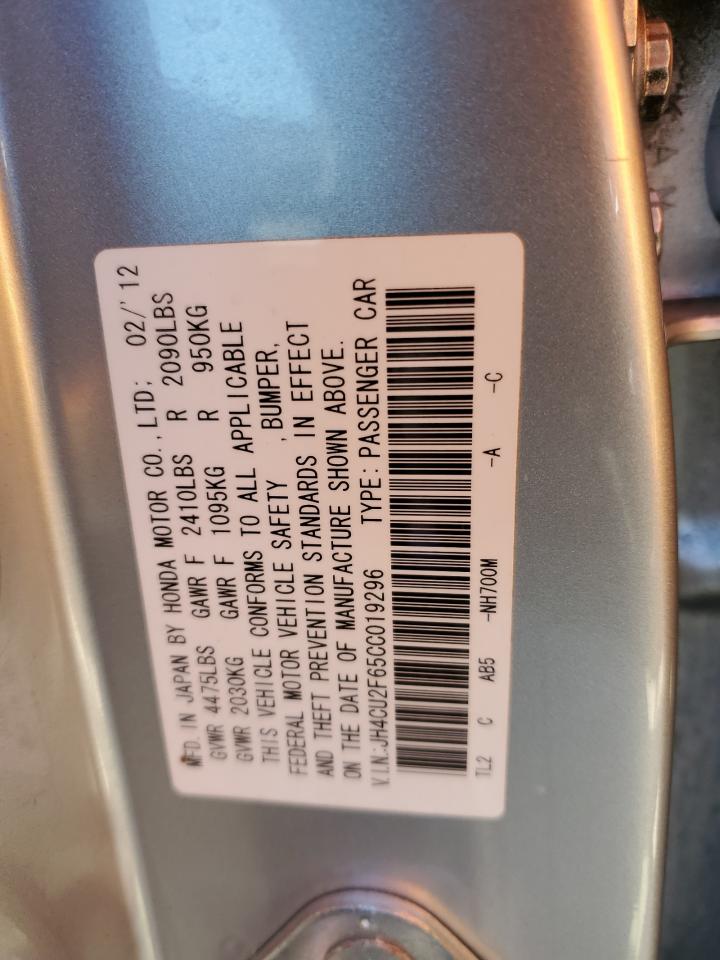 MFD. IN JAPAN BY HONDA MOTOR CO.,LTD; 02/'12
GVWR 4475LBS GAWR F 2410LBS R 2090LBS
GVWR 2030KG GAWR F 1095KG R 950KG
THIS VEHICLE CONFORMS TO ALL APPLICABLE
FEDERAL MOTOR VEHICLE SAFETY ,BUMPER,
AND THEFT PREVENTION STANDARDS IN EFFECT
ON THE DATE OF MANUFACTURE SHOWN ABOVE.
V.I.N.:JH4CU2F65CC019296 TYPE: PASSENGER CAR
TL2 C AB5 -NH700M -A -C